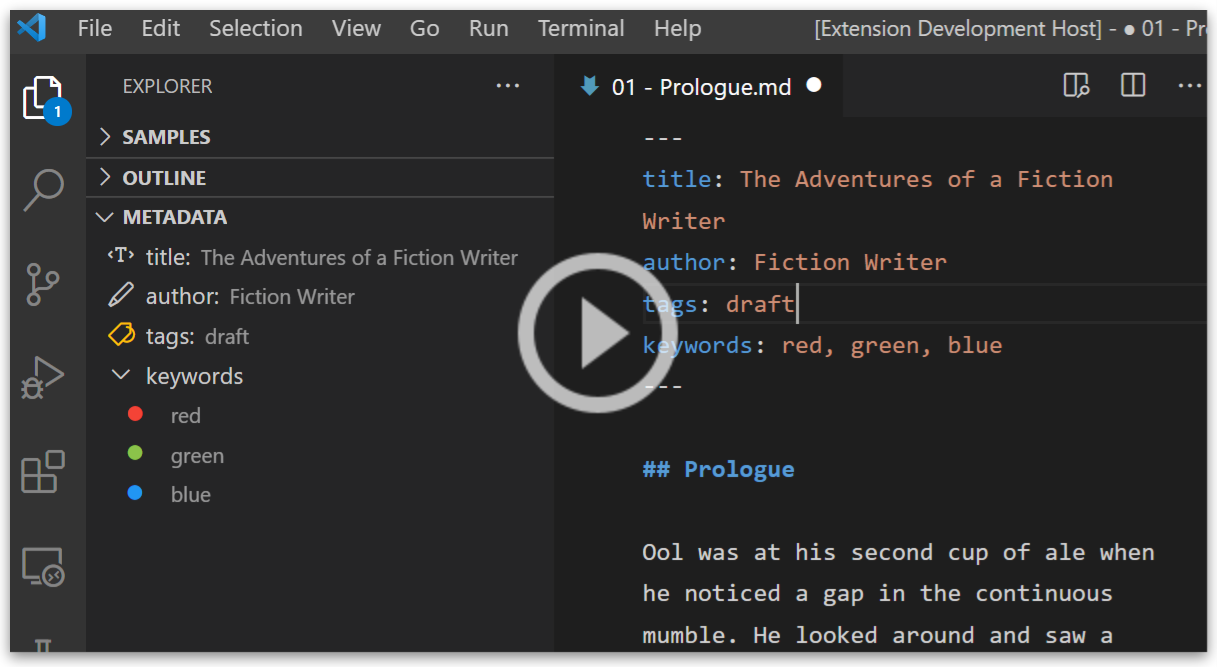 File Edit Selection View Go Run Terminal Help [Extension Development Host] - ● 01 - Pr
EXPLORER ···
01 - Prologue.md ●
1
SAMPLES
OUTLINE
METADATA
title: The Adventures of a Fiction Writer
author: Fiction Writer
tags: draft
keywords
red
green
blue
---
title: The Adventures of a Fiction
Writer
author: Fiction Writer
tags: draft
keywords: red, green, blue
---
## Prologue
Ool was at his second cup of ale when
he noticed a gap in the continuous
mumble. He looked around and saw a